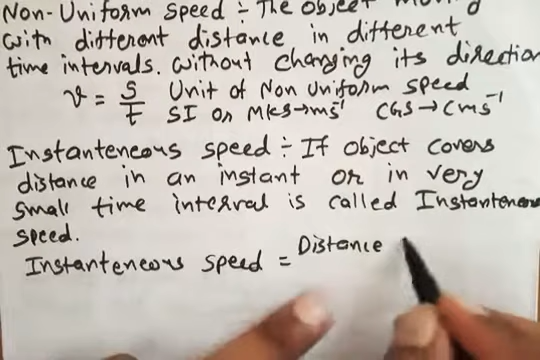 Non-Uniform speed ÷ The object moving
with different distance in different
time intervals. without changing its direction
v = S/t Unit of Non Uniform speed
SI or MKS→ms⁻¹ CGS→Cms⁻¹
Instanteneous speed ÷ If object covers
distance in an instant or in very
small time interval is called Instanteneous
speed.
Instanteneous speed = Distance